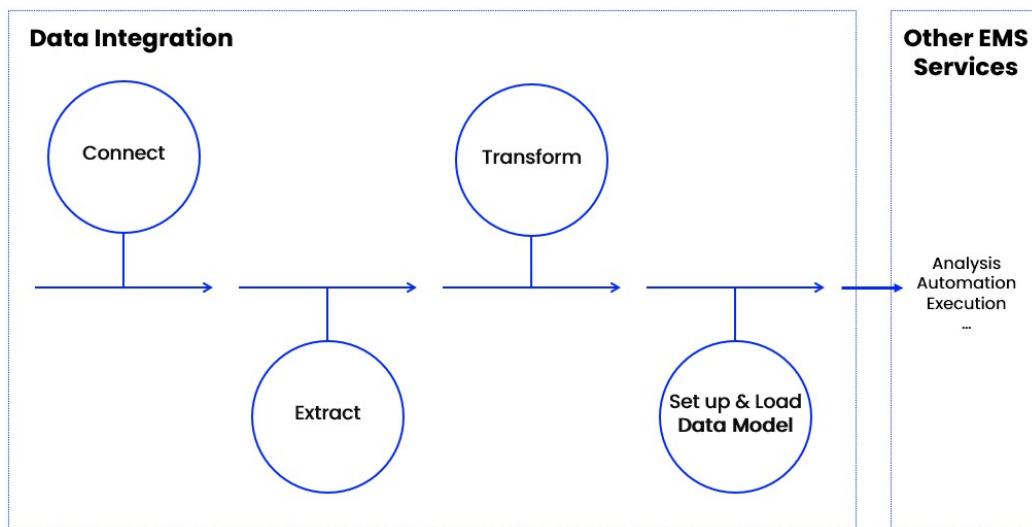 Data Integration
Connect
Extract
Transform
Set up & Load
Data Model
Other EMS
Services
Analysis
Automation
Execution
...